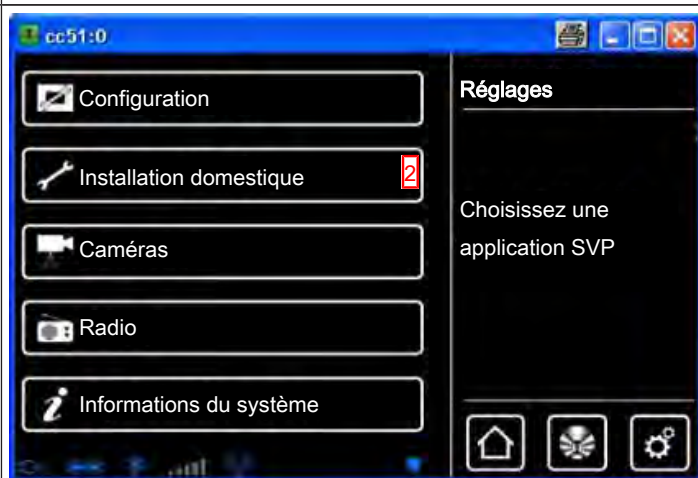 cc51:0
Configuration
Installation domestique 2
Caméras
Radio
Informations du système
Réglages
Choisissez une
application SVP